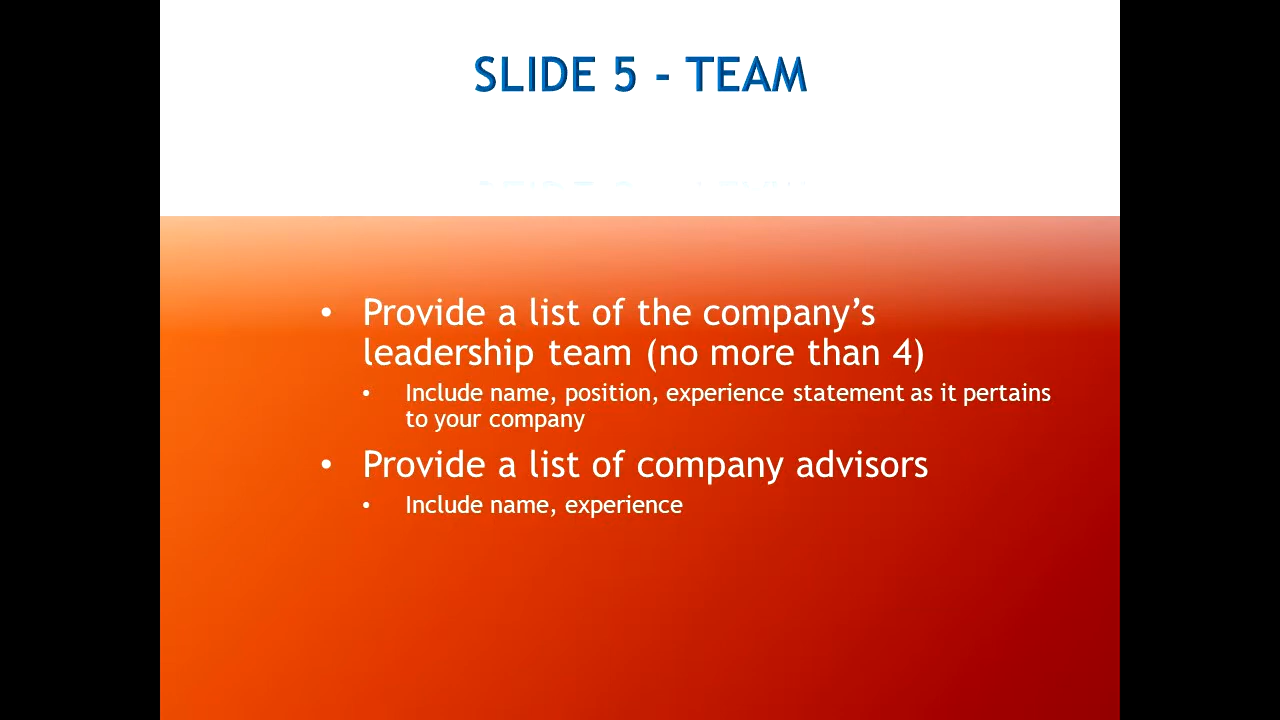 SLIDE 5 - TEAM
• Provide a list of the company’s
leadership team (no more than 4)
• Include name, position, experience statement as it pertains
to your company
• Provide a list of company advisors
• Include name, experience